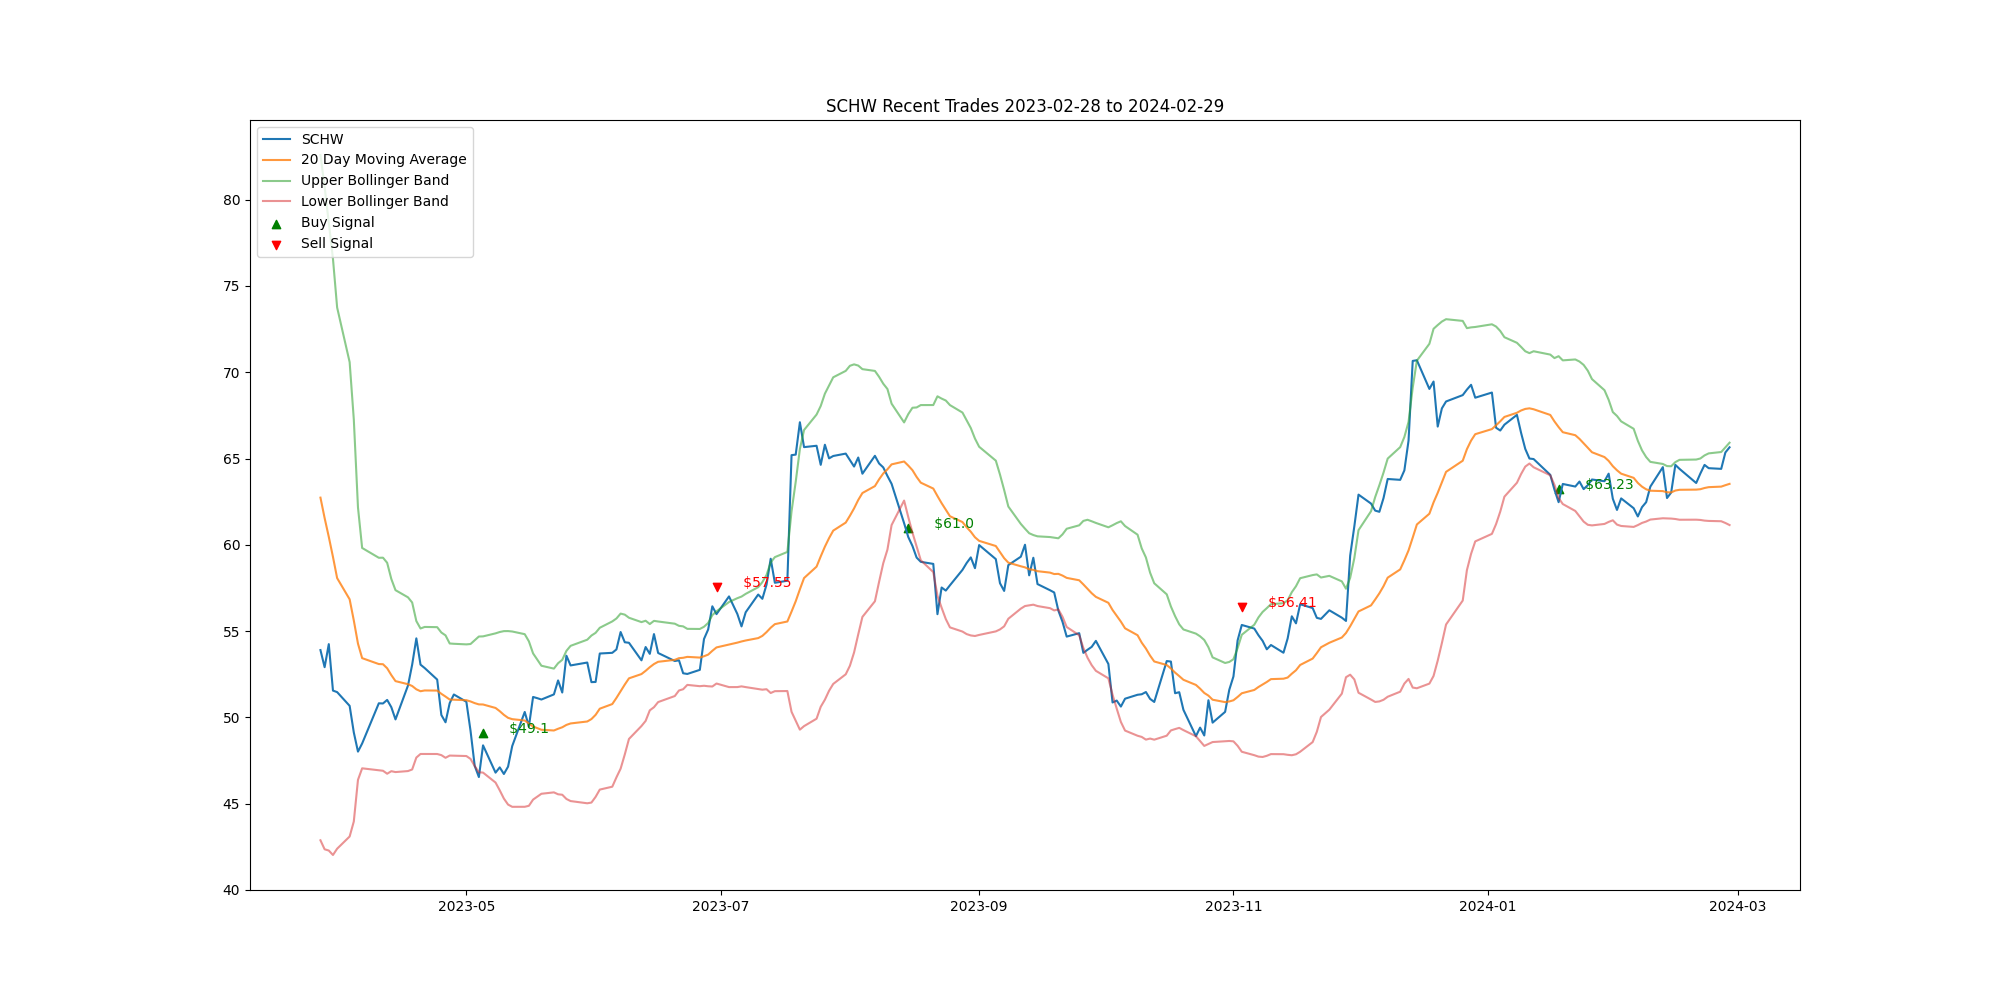 SCHW Recent Trades 2023-02-28 to 2024-02-29
SCHW
20 Day Moving Average
Upper Bollinger Band
Lower Bollinger Band
Buy Signal
Sell Signal
80
75
70
65
60
55
50
45
40
$49.1
$57.55
$61.0
$56.41
$63.23
2023-05
2023-07
2023-09
2023-11
2024-01
2024-03